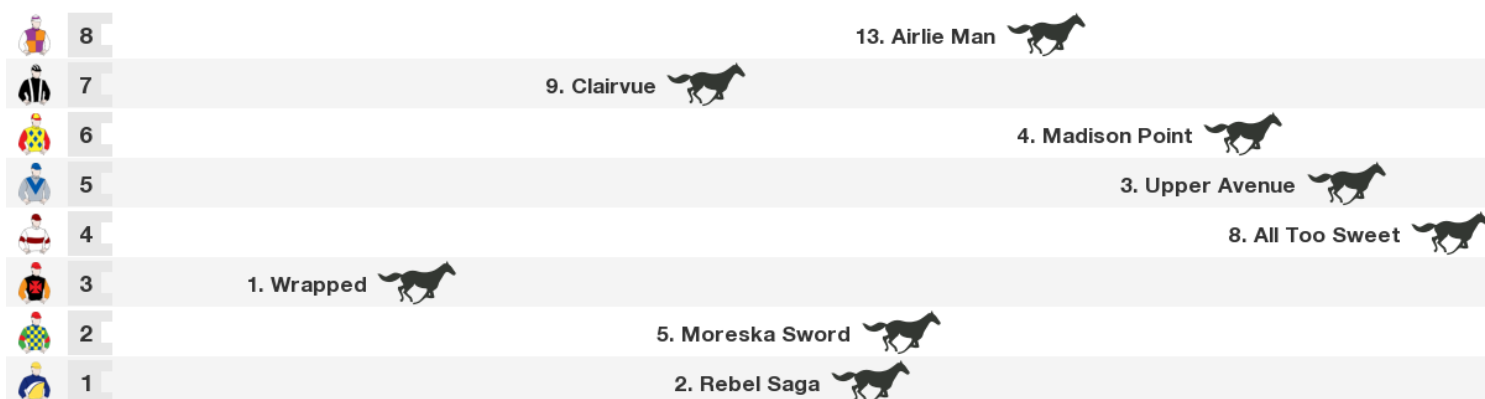 8 13. Airlie Man
7 9. Clairvue
6 4. Madison Point
5 3. Upper Avenue
4 8. All Too Sweet
3 1. Wrapped
2 5. Moreska Sword
1 2. Rebel Saga